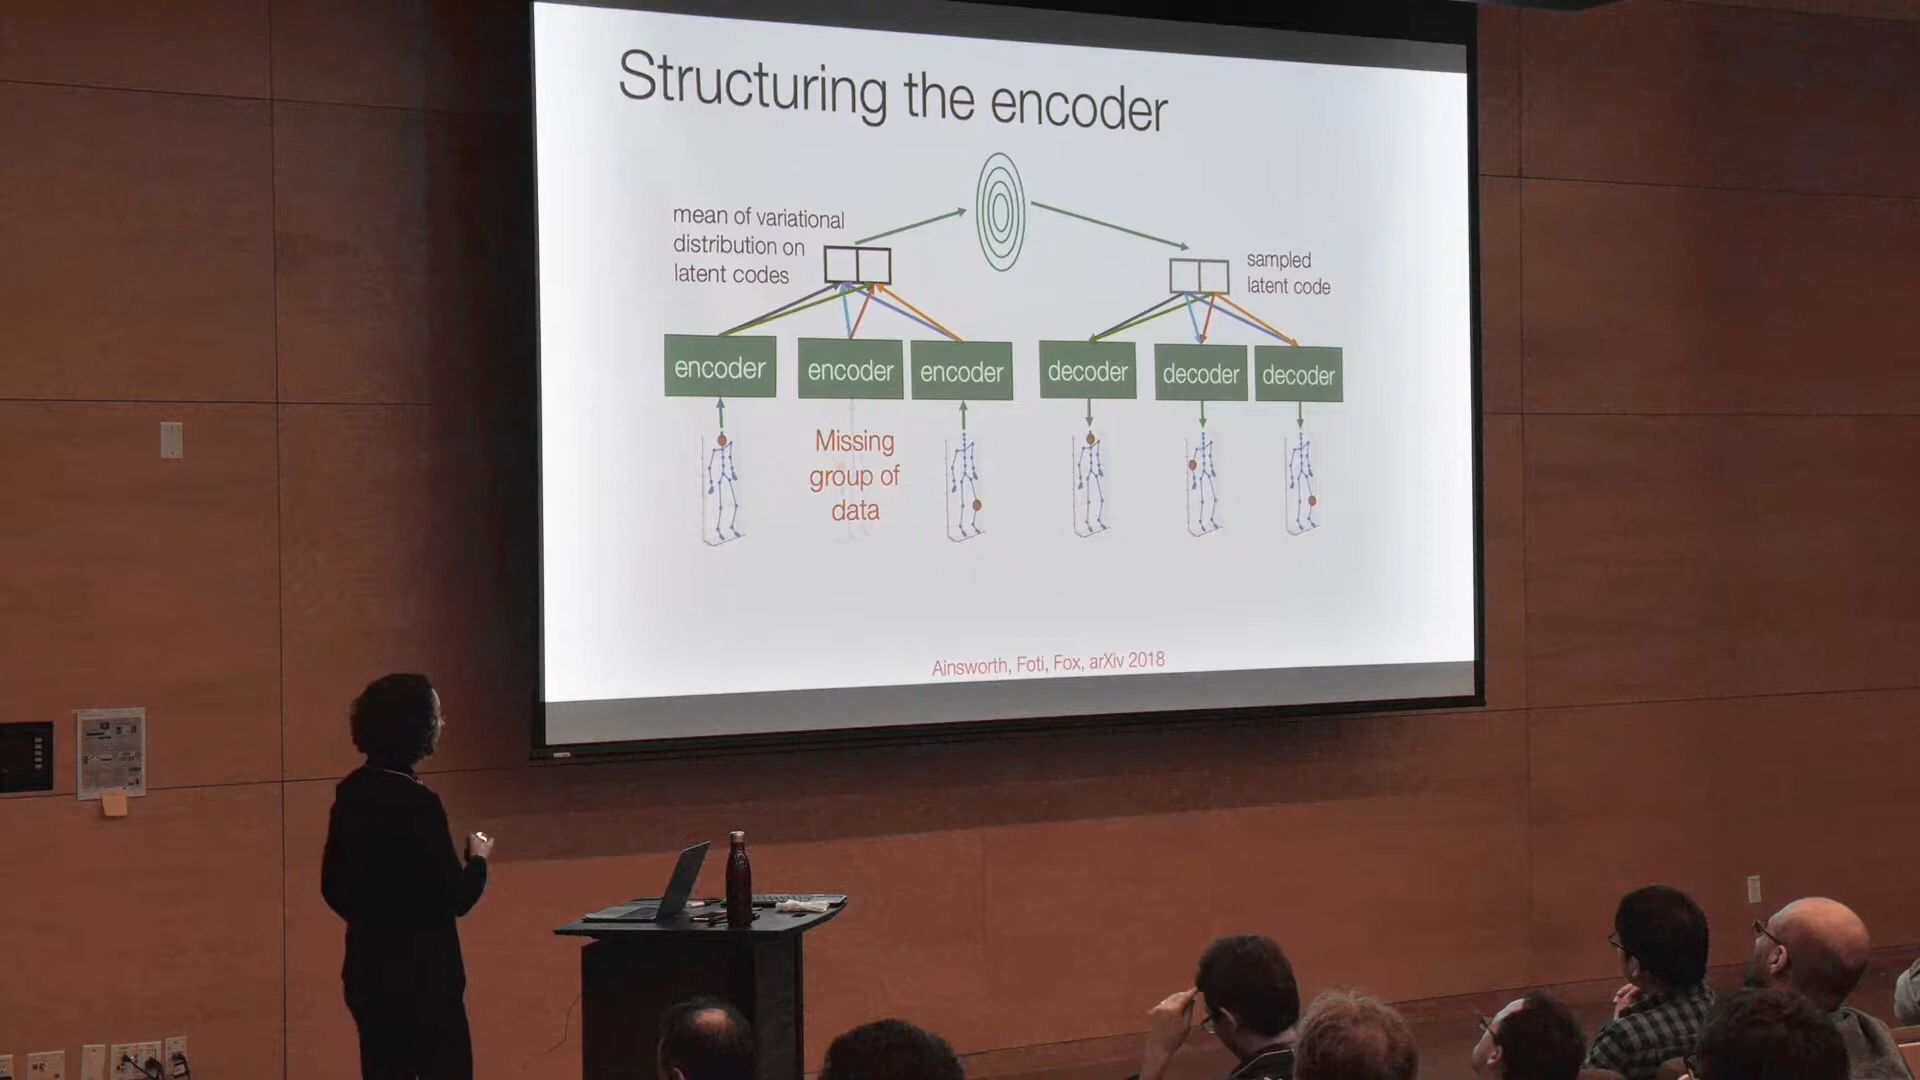 Structuring the encoder
mean of variational
distribution on
latent codes
sampled
latent code
encoder
encoder
encoder
decoder
decoder
decoder
Missing
group of
data
Ainsworth, Foti, Fox, arXiv 2018